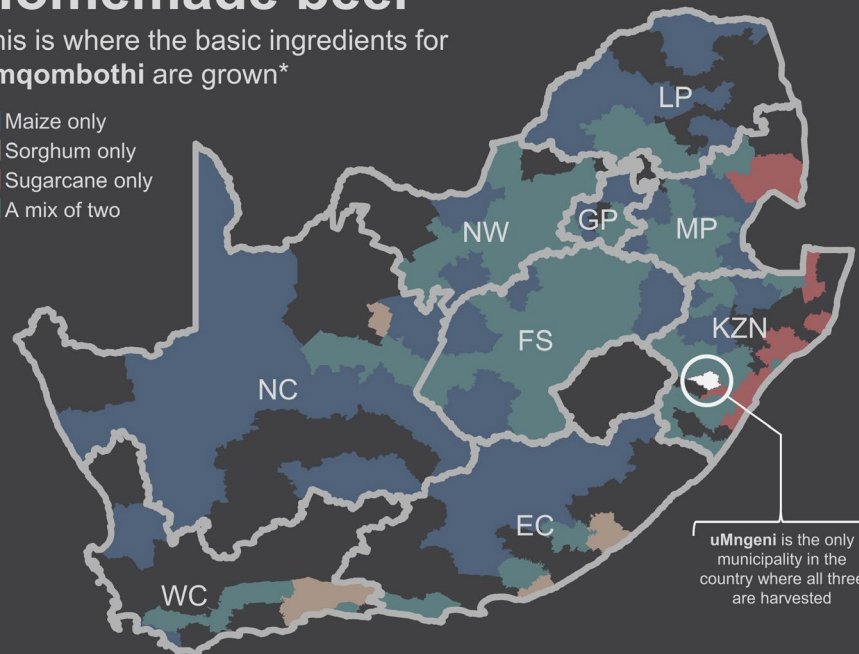 his is where the basic ingredients for
mqombothi are grown*
Maize only
Sorghum only
Sugarcane only
A mix of two
LP
NW
GP
MP
FS
KZN
NC
EC
WC
uMngeni is the only
municipality in the
country where all three
are harvested